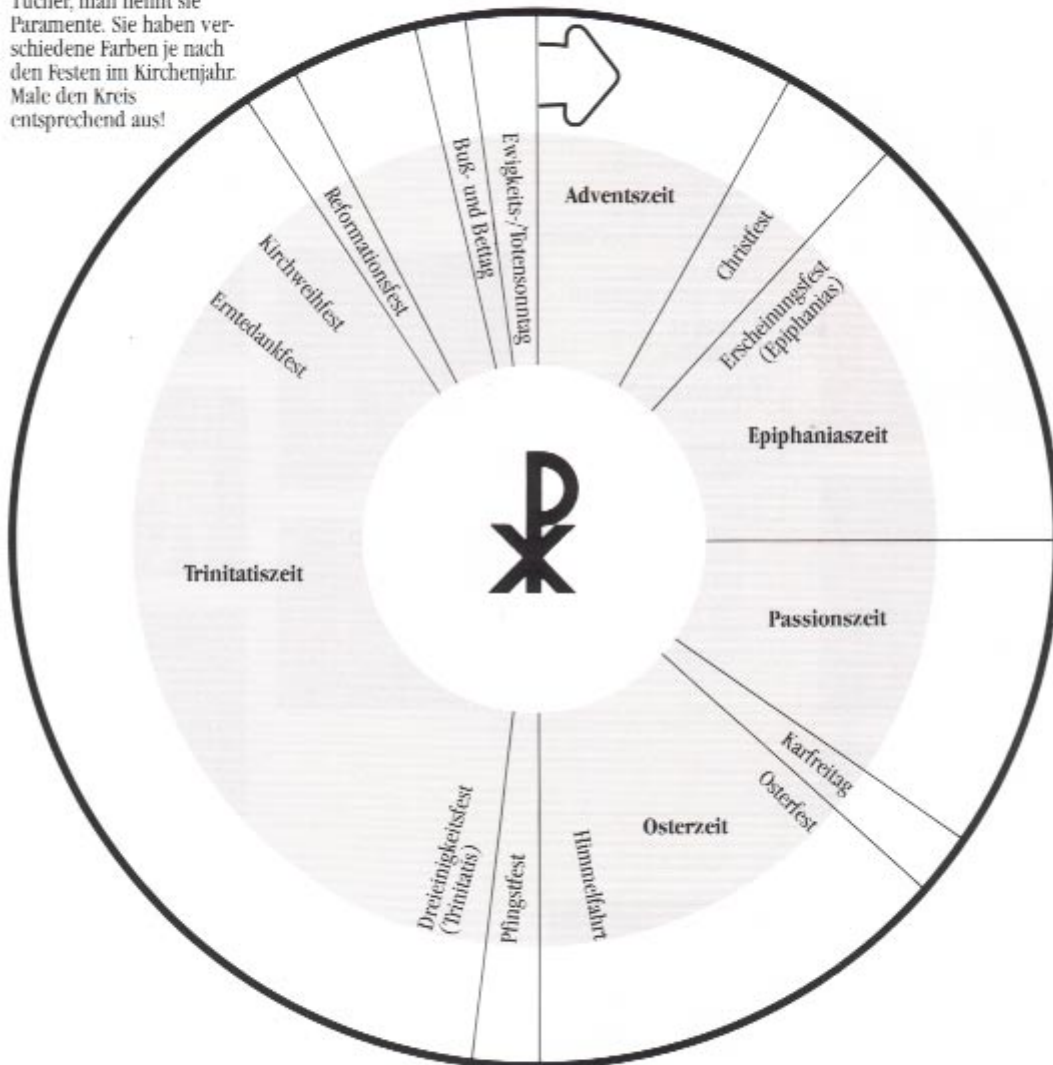 Tücher, man nennt sie
Paramente. Sie haben ver-
schiedene Farben je nach
den Festen im Kirchenjahr.
Male den Kreis
entsprechend aus!
Adventszeit
Christfest
Erscheinungsfest
(Epiphanias)
Epiphaniaszeit
Passionszeit
Karfreitag
Osterfest
Osterzeit
Himmelfahrt
Pfingstfest
Dreieinigkeitsfest
(Trinitatis)
Trinitatiszeit
Erntedankfest
Kirchweihfest
Reformationsfest
Buß- und Bettag
Ewigkeits-/Totensonntag